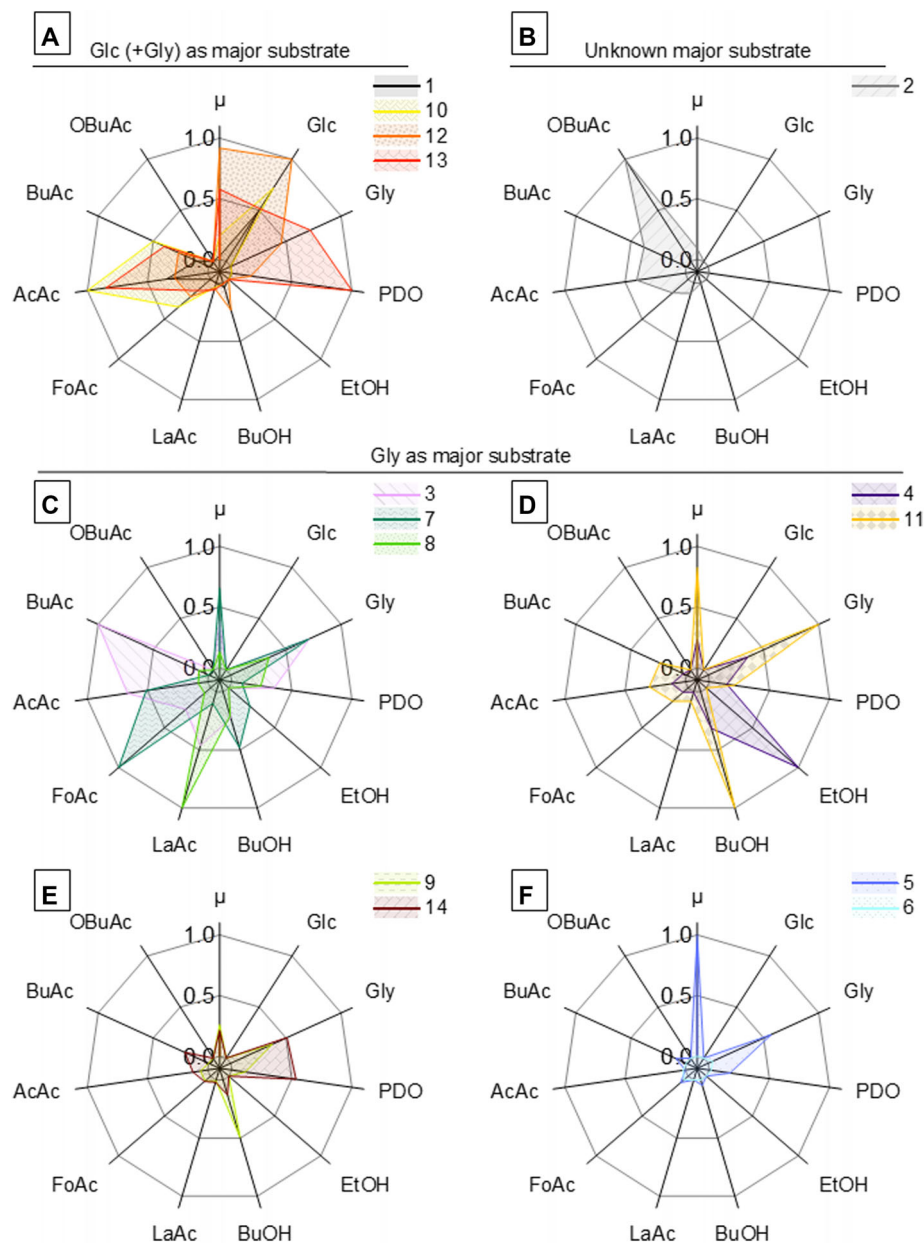 A
Glc (+Gly) as major substrate
1
10
12
13
µ
OBuAc
Glc
1.0
BuAc
Gly
0.5
0.0
AcAc
PDO
FoAc
EtOH
LaAc
BuOH
B
Unknown major substrate
2
µ
OBuAc
Glc
1.0
BuAc
Gly
0.5
0.0
AcAc
PDO
FoAc
EtOH
LaAc
BuOH
Gly as major substrate
C
3
7
8
µ
OBuAc
Glc
1.0
BuAc
Gly
0.5
0.0
AcAc
PDO
FoAc
EtOH
LaAc
BuOH
D
4
11
µ
OBuAc
Glc
1.0
BuAc
Gly
0.5
0.0
AcAc
PDO
FoAc
EtOH
LaAc
BuOH
E
9
14
µ
OBuAc
Glc
1.0
BuAc
Gly
0.5
0.0
AcAc
PDO
FoAc
EtOH
LaAc
BuOH
F
5
6
µ
OBuAc
Glc
1.0
BuAc
Gly
0.5
0.0
AcAc
PDO
FoAc
EtOH
LaAc
BuOH